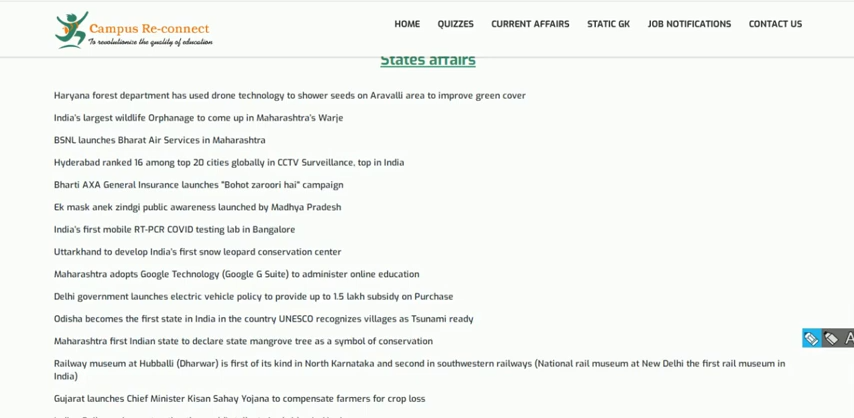 Campus Re-connect
To revolutionize the quality of education
HOME QUIZZES CURRENT AFFAIRS STATIC GK JOB NOTIFICATIONS CONTACT US
States affairs
Haryana forest department has used drone technology to shower seeds on Aravalli area to improve green cover
India's largest wildlife Orphanage to come up in Maharashtra's Warje
BSNL launches Bharat Air Services in Maharashtra
Hyderabad ranked 16 among top 20 cities globally in CCTV Surveillance, top in India
Bharti AXA General Insurance launches "Bohot zaroori hai" campaign
Ek mask anek zindgi public awareness launched by Madhya Pradesh
India's first mobile RT-PCR COVID testing lab in Bangalore
Uttarkhand to develop India's first snow leopard conservation center
Maharashtra adopts Google Technology (Google G Suite) to administer online education
Delhi government launches electric vehicle policy to provide up to 1.5 lakh subsidy on Purchase
Odisha becomes the first state in India in the country UNESCO recognizes villages as Tsunami ready
Maharashtra first Indian state to declare state mangrove tree as a symbol of conservation
Railway museum at Hubballi (Dharwar) is first of its kind in North Karnataka and second in southwestern railways (National rail museum at New Delhi the first rail museum in
India)
Gujarat launches Chief Minister Kisan Sahay Yojana to compensate farmers for crop loss